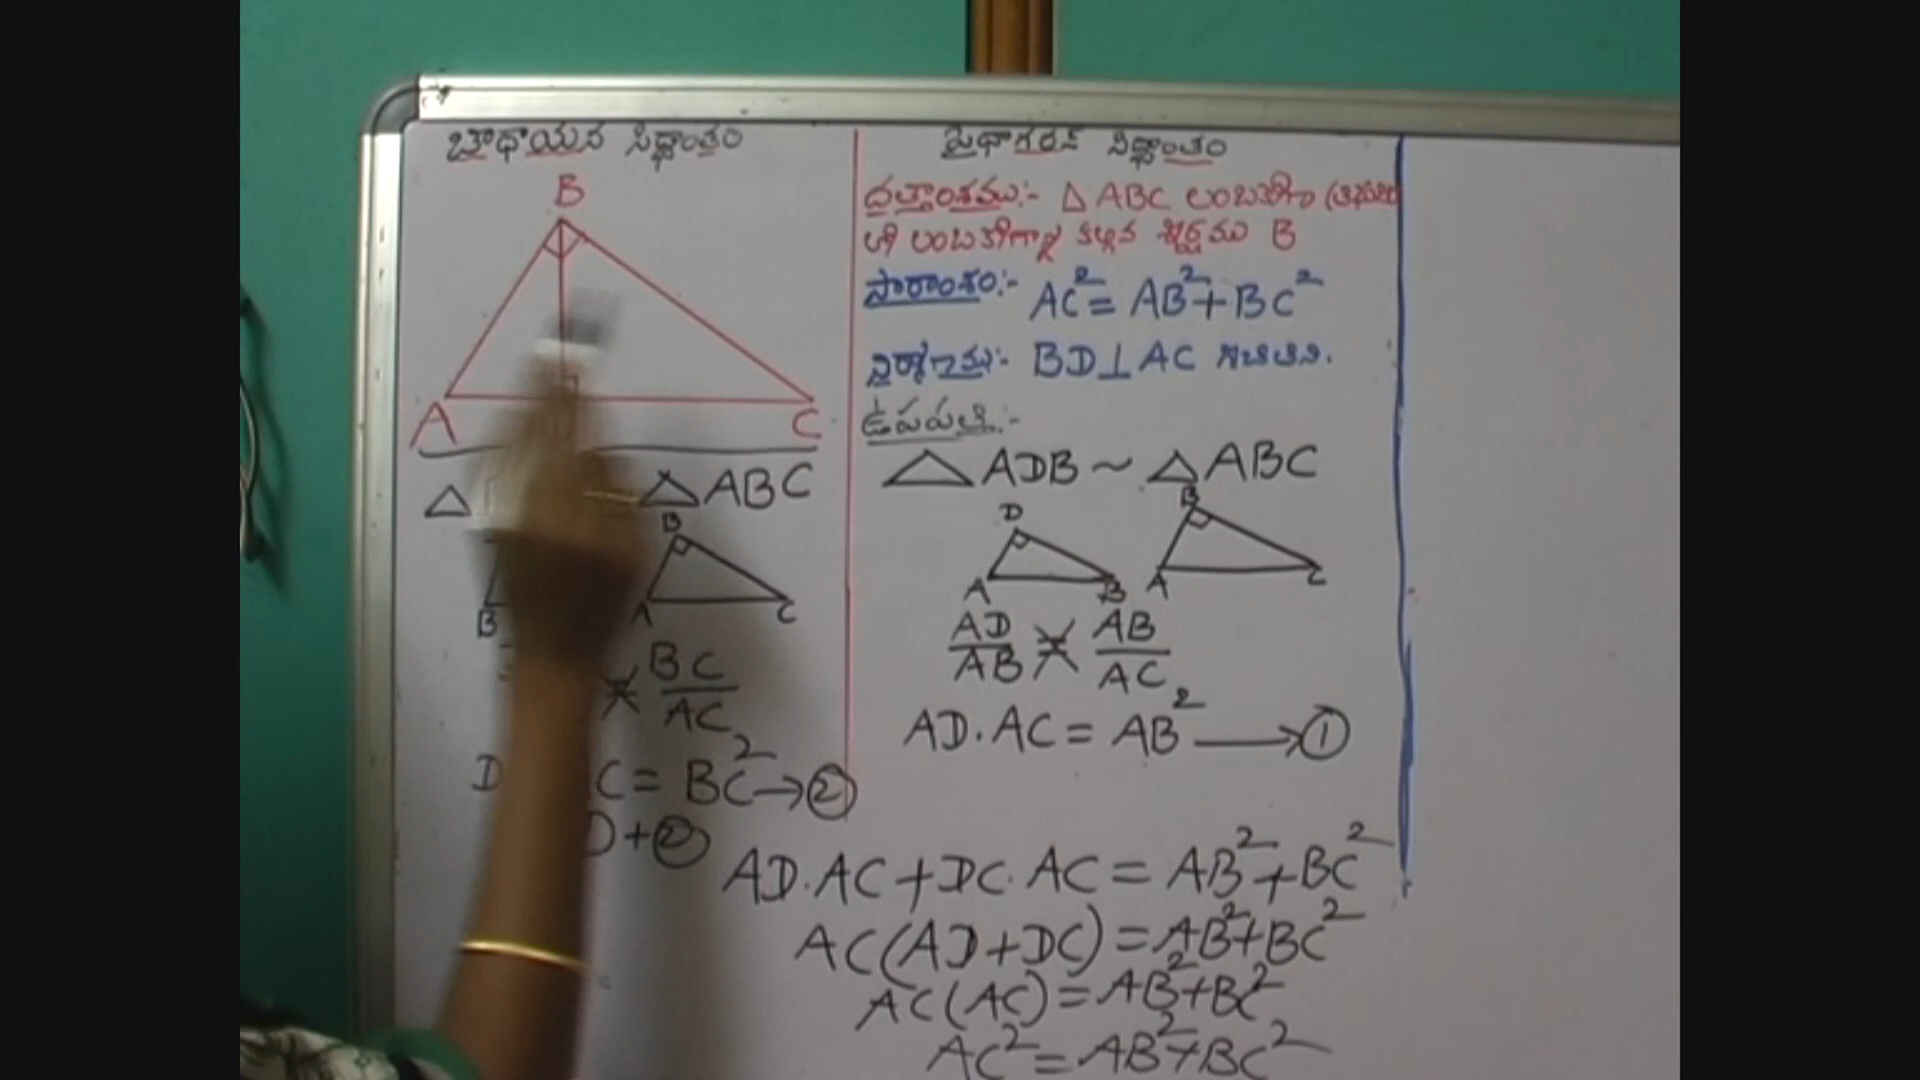 బౌధాయన సిద్ధాంతం
B
A
C
△ ~ △ABC
B
A
C
B
BC
AC
D C = BC² → ②
+ ②
పైథాగరస్ సిద్ధాంతం
దత్తాంశము:- △ ABC లంబకోణ
లంబకోణాన్ని కల్గిన శీర్షము B
సారాంశం:- AC² = AB² + BC²
నిర్మాణము:- BD ⊥ AC గీచితిని.
ఉపపత్తి:-
△ ADB ~ △ ABC
D
A
B
B
A
C
AD = AB
AB AC
AD. AC = AB² → ①
AD. AC + DC. AC = AB² + BC²
AC (AD + DC) = AB² + BC²
AC (AC) = AB² + BC²
AC² = AB² + BC²